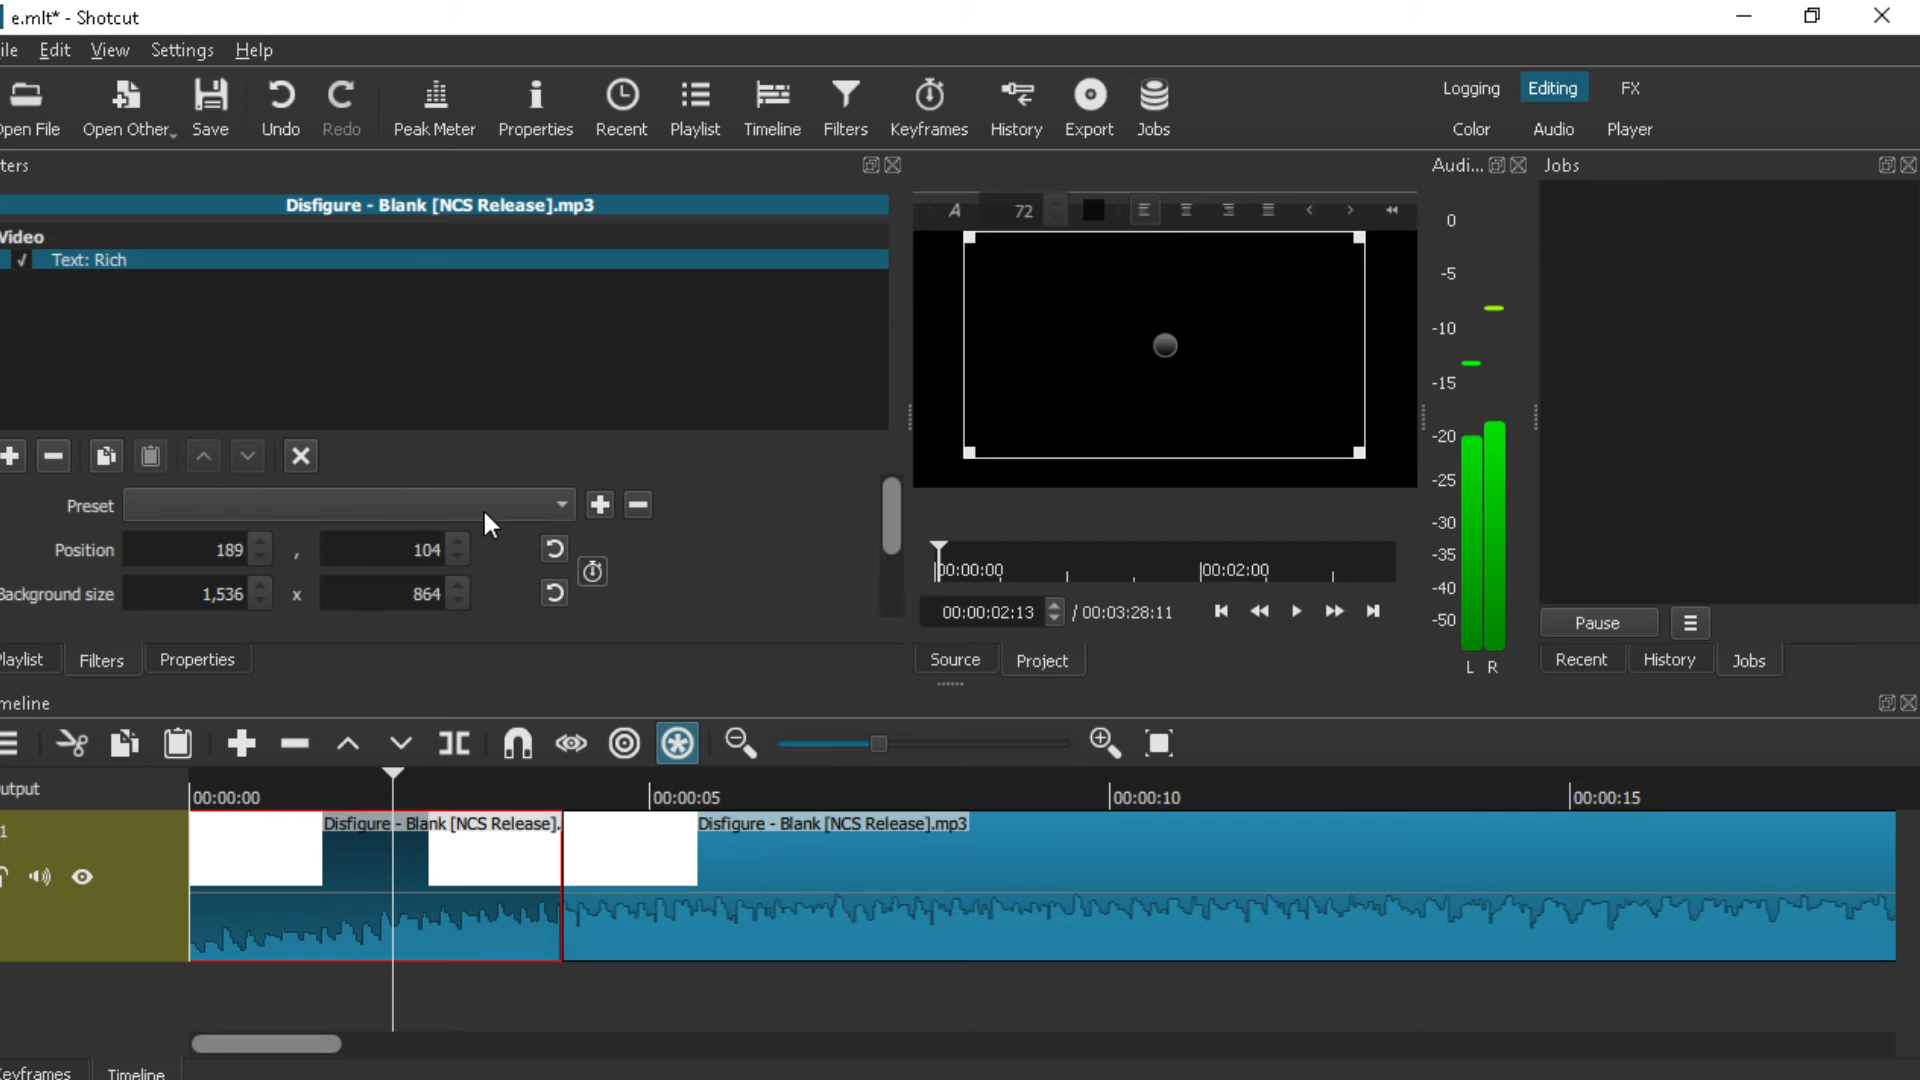 e.mlt* - Shotcut
ile Edit View Settings Help
Open File Open Other Save Undo Redo Peak Meter Properties Recent Playlist Timeline Filters Keyframes History Export Jobs
Logging Editing FX
Color Audio Player
ters
Audi... Jobs
Disfigure - Blank [NCS Release].mp3
Video
Text: Rich
A 72
0
-5
-10
-15
-20
-25
-30
-35
-40
-50
L R
Preset
Position 189 , 104
Background size 1,536 x 864
00:00:00 00:02:00
00:00:02:13 / 00:03:28:11
Pause
Playlist Filters Properties
Source Project
Recent History Jobs
meline
utput
00:00:00 00:00:05 00:00:10 00:00:15
1
Disfigure - Blank [NCS Release].
Disfigure - Blank [NCS Release].mp3
Keyframes Timeline